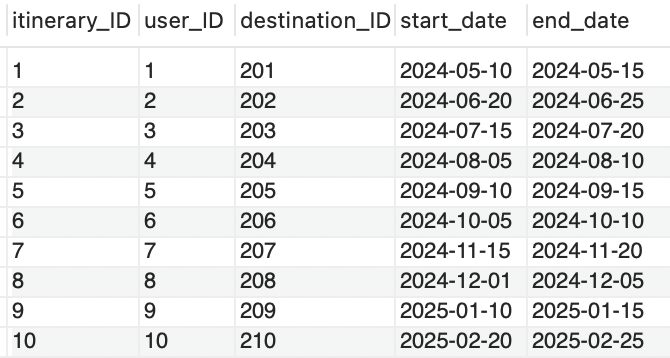 itinerary_ID user_ID destination_ID start_date end_date
1 1 201 2024-05-10 2024-05-15
2 2 202 2024-06-20 2024-06-25
3 3 203 2024-07-15 2024-07-20
4 4 204 2024-08-05 2024-08-10
5 5 205 2024-09-10 2024-09-15
6 6 206 2024-10-05 2024-10-10
7 7 207 2024-11-15 2024-11-20
8 8 208 2024-12-01 2024-12-05
9 9 209 2025-01-10 2025-01-15
10 10 210 2025-02-20 2025-02-25